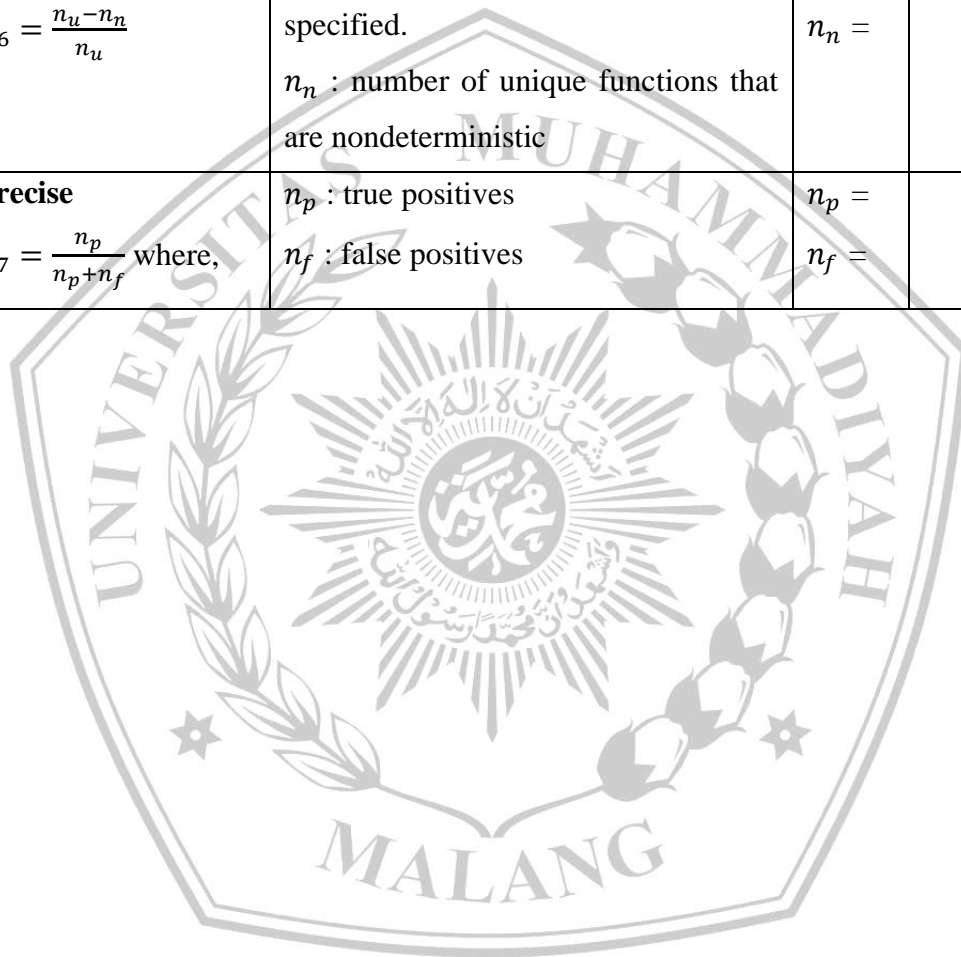 ₆ = (n_u−n_n)/n_u
specified.
n_n =
n_n : number of unique functions that
are nondeterministic
recise
n_p : true positives
n_p =
₇ = n_p/(n_p+n_f) where,
n_f : false positives
n_f =
UNIVERSITAS MUHAMMADIYAH
MALANG